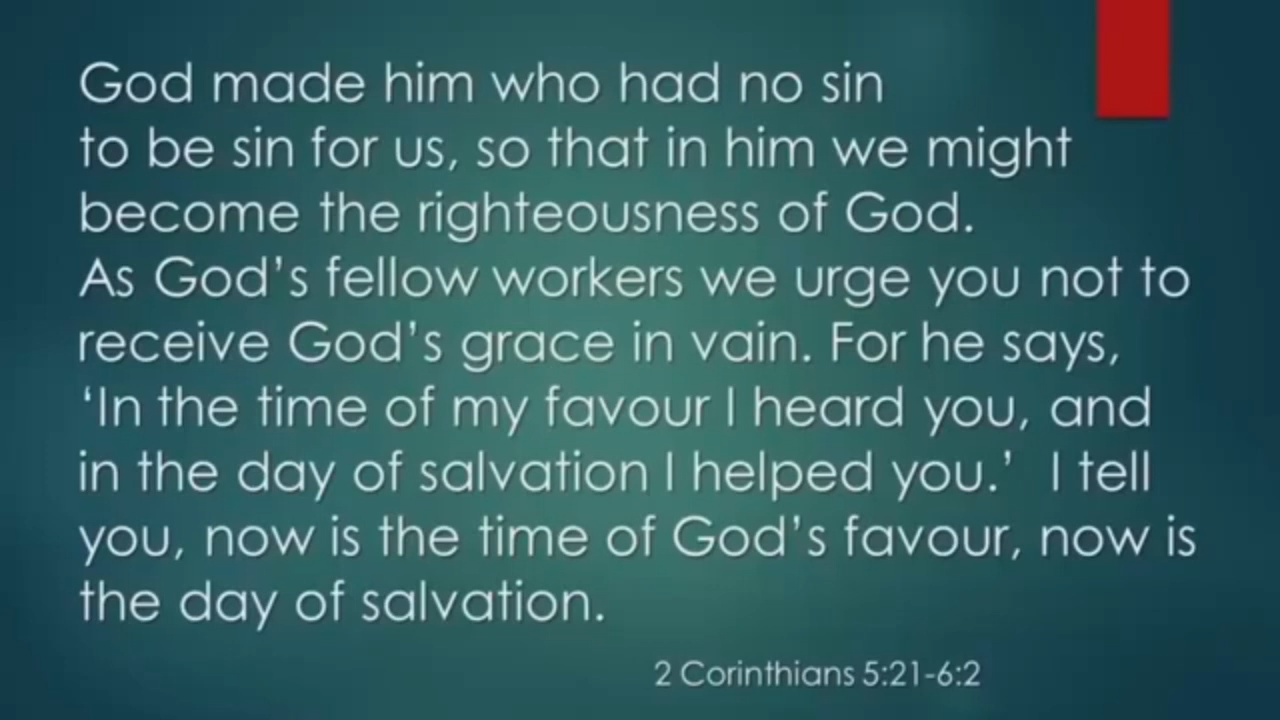 God made him who had no sin
to be sin for us, so that in him we might
become the righteousness of God.
As God’s fellow workers we urge you not to
receive God’s grace in vain. For he says,
‘In the time of my favour I heard you, and
in the day of salvation I helped you.’  I tell
you, now is the time of God’s favour, now is
the day of salvation.
2 Corinthians 5:21-6:2